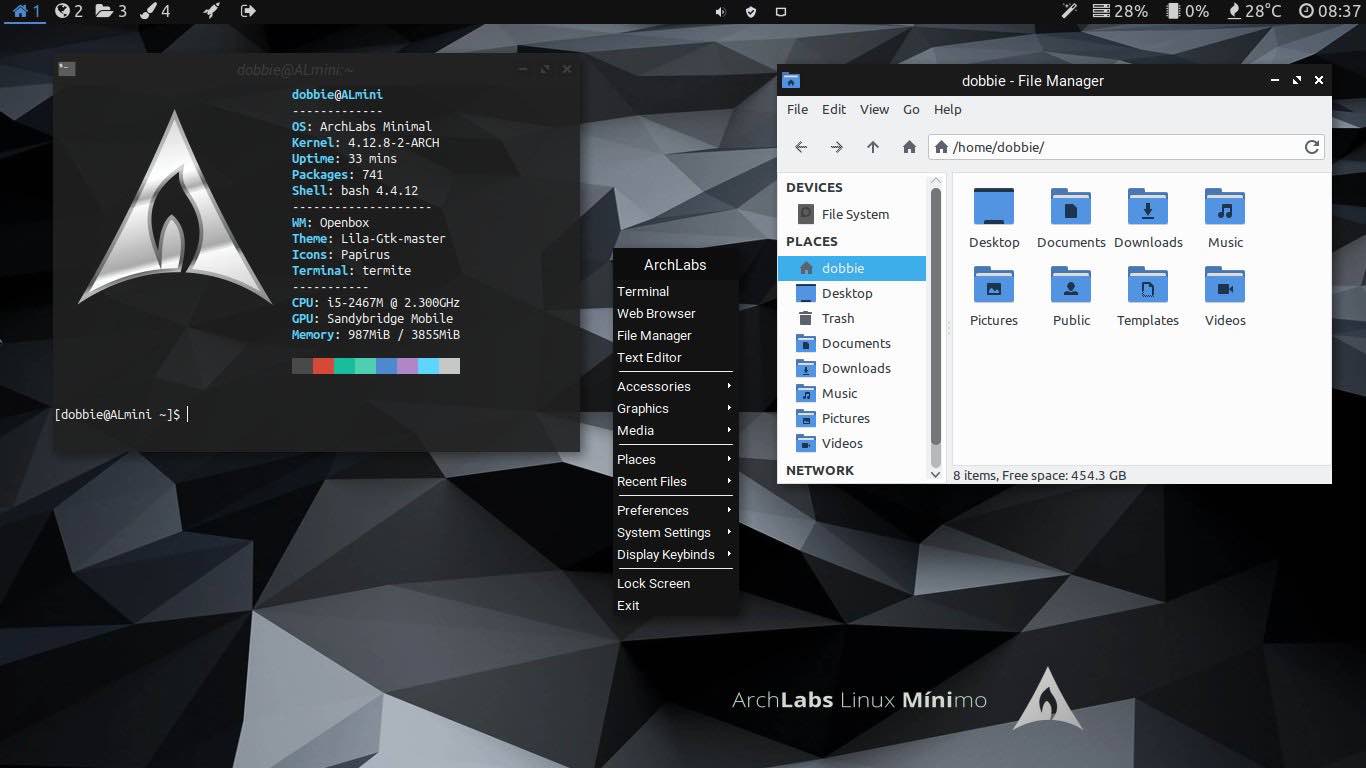 1 2 3 4
28% 0% 28°C 08:37
dobbie@ALmini:~
dobbie@ALmini
-------------
OS: ArchLabs Minimal
Kernel: 4.12.8-2-ARCH
Uptime: 33 mins
Packages: 741
Shell: bash 4.4.12
--------------------
WM: Openbox
Theme: Lila-Gtk-master
Icons: Papirus
Terminal: termite
-----------
CPU: i5-2467M @ 2.300GHz
GPU: Sandybridge Mobile
Memory: 987MiB / 3855MiB
[dobbie@ALmini ~]$
ArchLabs
Terminal
Web Browser
File Manager
Text Editor
Accessories
Graphics
Media
Places
Recent Files
Preferences
System Settings
Display Keybinds
Lock Screen
Exit
dobbie - File Manager
File Edit View Go Help
/home/dobbie/
DEVICES
File System
PLACES
dobbie
Desktop
Trash
Documents
Downloads
Music
Pictures
Videos
NETWORK
Desktop Documents Downloads Music
Pictures Public Templates Videos
8 items, Free space: 454.3 GB
ArchLabs Linux Mínimo